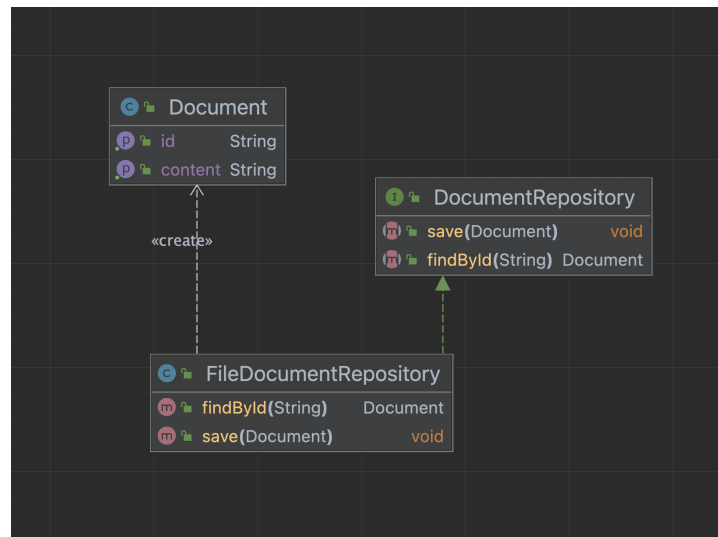 Document
id String
content String
DocumentRepository
save(Document) void
findById(String) Document
«create»
FileDocumentRepository
findById(String) Document
save(Document) void